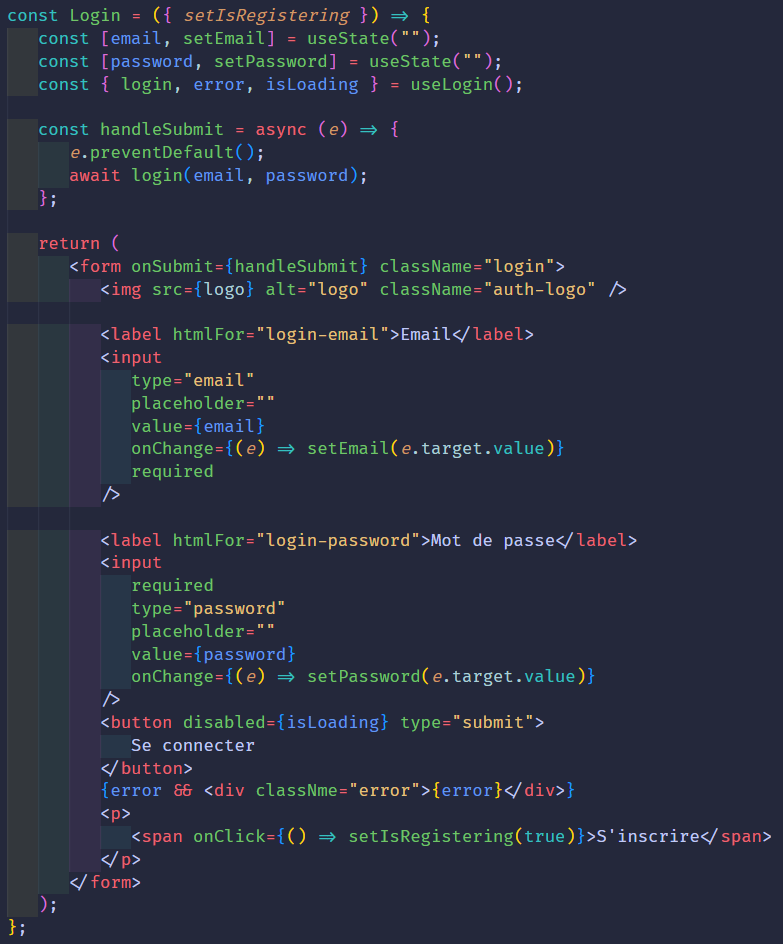 const Login = ({ setIsRegistering }) => {
    const [email, setEmail] = useState("");
    const [password, setPassword] = useState("");
    const { login, error, isLoading } = useLogin();

    const handleSubmit = async (e) => {
        e.preventDefault();
        await login(email, password);
    };

    return (
        <form onSubmit={handleSubmit} className="login">
            <img src={logo} alt="logo" className="auth-logo" />

            <label htmlFor="login-email">Email</label>
            <input
                type="email"
                placeholder=""
                value={email}
                onChange={(e) => setEmail(e.target.value)}
                required
            />

            <label htmlFor="login-password">Mot de passe</label>
            <input
                required
                type="password"
                placeholder=""
                value={password}
                onChange={(e) => setPassword(e.target.value)}
            />
            <button disabled={isLoading} type="submit">
                Se connecter
            </button>
            {error && <div classNme="error">{error}</div>}
            <p>
                <span onClick={() => setIsRegistering(true)}>S'inscrire</span>
            </p>
        </form>
    );
};